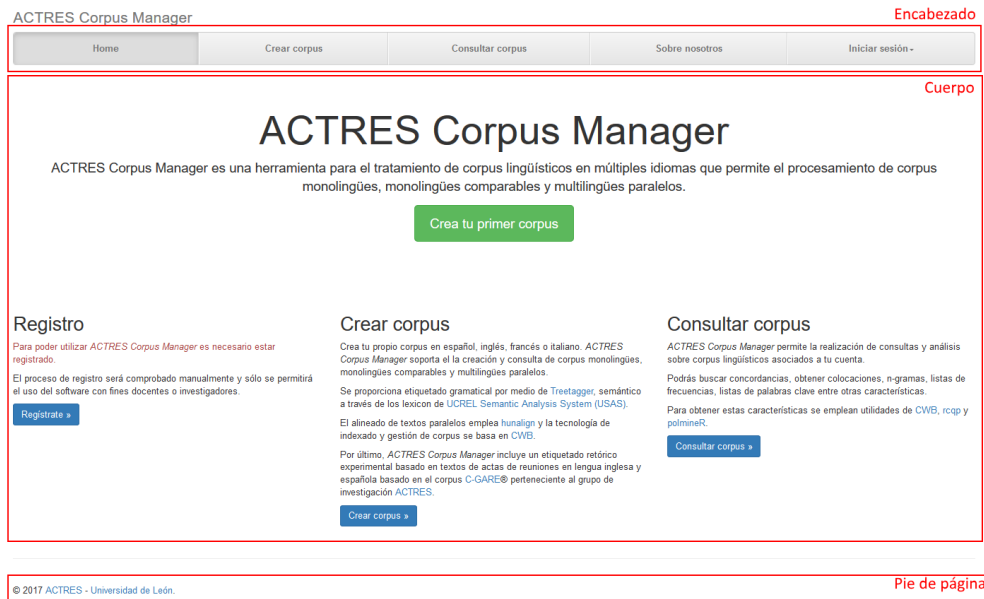 ACTRES Corpus Manager
Encabezado
Home
Crear corpus
Consultar corpus
Sobre nosotros
Iniciar sesión
Cuerpo
ACTRES Corpus Manager
ACTRES Corpus Manager es una herramienta para el tratamiento de corpus lingüísticos en múltiples idiomas que permite el procesamiento de corpus
monolingües, monolingües comparables y multilingües paralelos.
Crea tu primer corpus
Registro
Para poder utilizar ACTRES Corpus Manager es necesario estar
registrado.
El proceso de registro será comprobado manualmente y sólo se permitirá
el uso del software con fines docentes o investigadores.
Regístrate »
Crear corpus
Crea tu propio corpus en español, inglés, francés o italiano. ACTRES
Corpus Manager soporta el la creación y consulta de corpus monolingües,
monolingües comparables y multilingües paralelos.
Se proporciona etiquetado gramatical por medio de Treetagger, semántico
a través de los lexicon de UCREL Semantic Analysis System (USAS).
El alineado de textos paralelos emplea hunalign y la tecnología de
indexado y gestión de corpus se basa en CWB.
Por último, ACTRES Corpus Manager incluye un etiquetado retórico
experimental basado en textos de actas de reuniones en lengua inglesa y
española basado en el corpus C-GARE® perteneciente al grupo de
investigación ACTRES.
Crear corpus »
Consultar corpus
ACTRES Corpus Manager permite la realización de consultas y análisis
sobre corpus lingüísticos asociados a tu cuenta.
Podrás buscar concordancias, obtener colocaciones, n-gramas, listas de
frecuencias, listas de palabras clave entre otras características.
Para obtener estas características se emplean utilidades de CWB, rcqp y
polmineR.
Consultar corpus »
Pie de página
© 2017 ACTRES - Universidad de León.